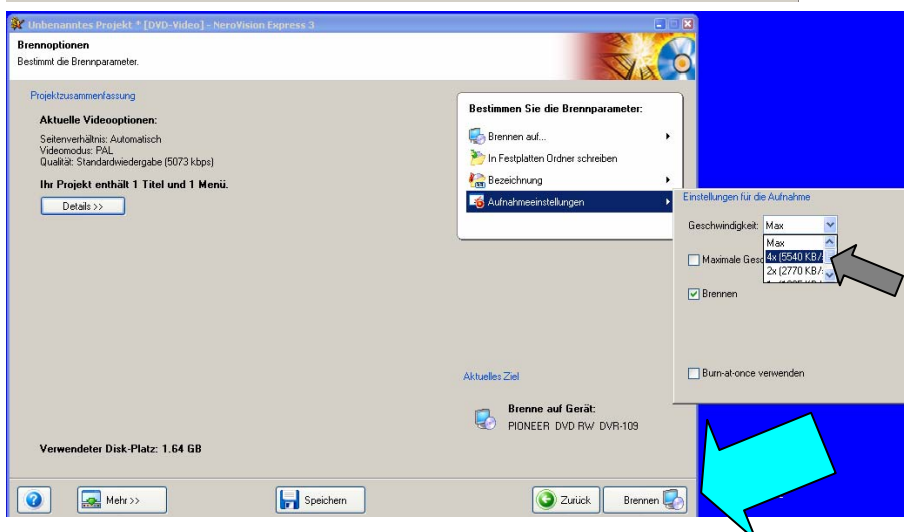 Unbenanntes Projekt * [DVD-Video] - NeroVision Express 3
Brennoptionen
Bestimmt die Brennparameter.
Projektzusammenfassung
Aktuelle Videooptionen:
Seitenverhältnis: Automatisch
Videomodus: PAL
Qualität: Standardwiedergabe (5073 kbps)
Ihr Projekt enthält 1 Titel und 1 Menü.
Details >>
Bestimmen Sie die Brennparameter:
Brennen auf...
In Festplatten Ordner schreiben
Bezeichnung
Aufnahmeeinstellungen
Einstellungen für die Aufnahme
Geschwindigkeit: Max
Max
4x (5540 KB/
2x (2770 KB/
Maximale Gesc
Brennen
Burn-at-once verwenden
Aktuelles Ziel
Brenne auf Gerät:
PIONEER DVD RW DVR-109
Verwendeter Disk-Platz: 1.64 GB
Mehr >>
Speichern
Zurück
Brennen